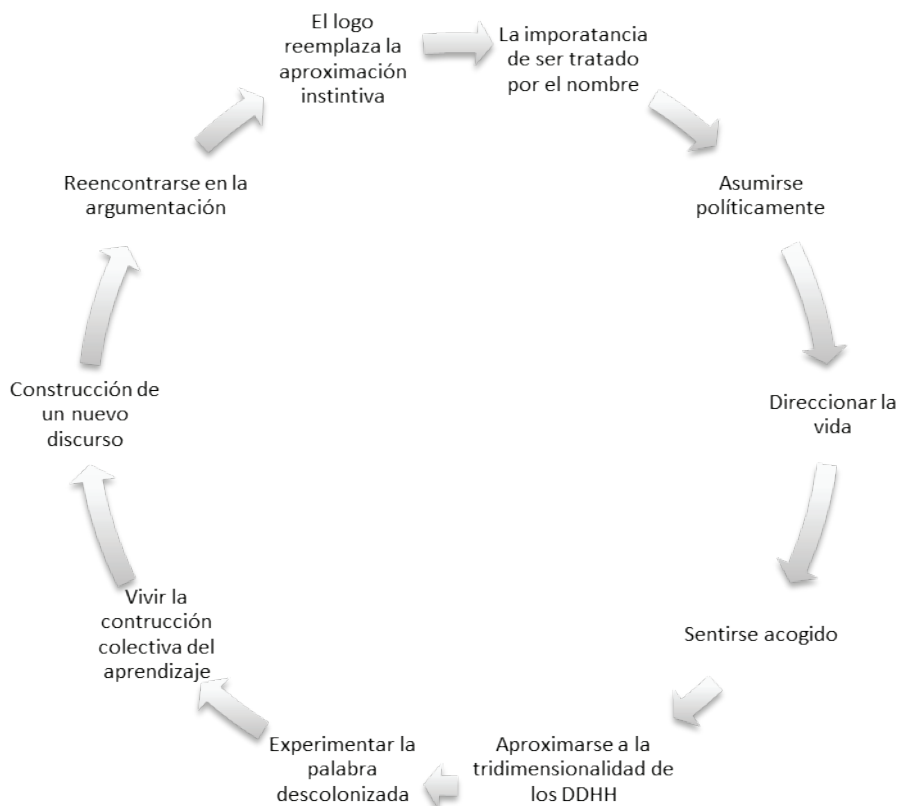 El logo
reemplaza la
aproximación
instintiva
La imporatancia
de ser tratado
por el nombre
Asumirse
políticamente
Direccionar la
vida
Sentirse acogido
Aproximarse a la
tridimensionalidad de
los DDHH
Experimentar la
palabra
descolonizada
Vivir la
contrucción
colectiva del
aprendizaje
Construcción de
un nuevo
discurso
Reencontrarse en la
argumentación